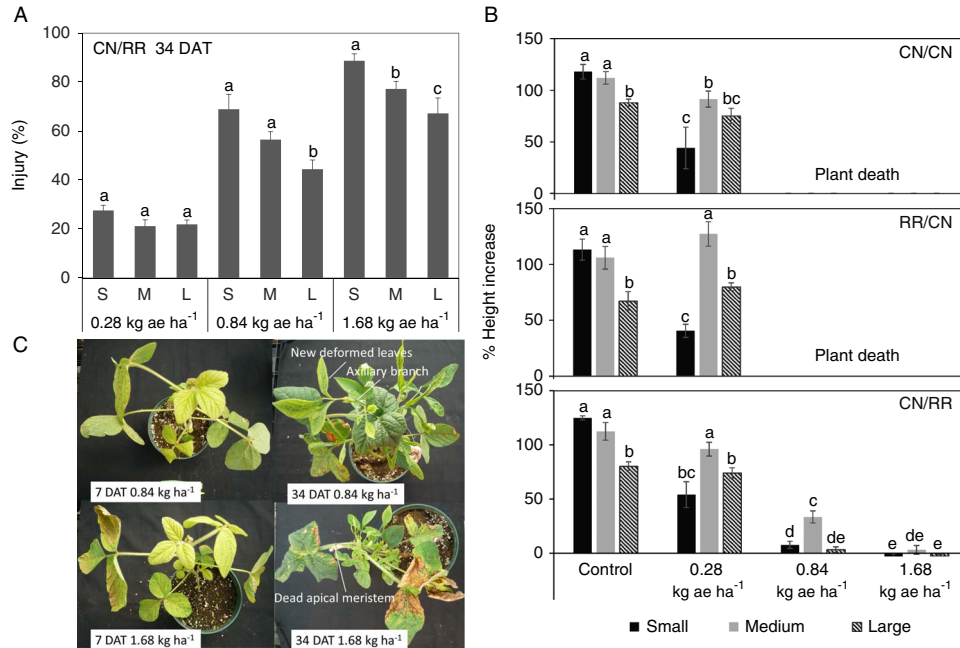 A
CN/RR 34 DAT
Injury (%)
100
80
60
40
20
0
a
a
a
a
a
b
a
b
c
S M L S M L S M L
0.28 kg ae ha⁻¹ 0.84 kg ae ha⁻¹ 1.68 kg ae ha⁻¹
C
New deformed leaves
Axillary branch
7 DAT 0.84 kg ha⁻¹
34 DAT 0.84 kg ha⁻¹
Dead apical meristem
7 DAT 1.68 kg ha⁻¹
34 DAT 1.68 kg ha⁻¹
B
% Height increase
CN/CN
150
100
50
0
a a b c b bc
Plant death
RR/CN
150
100
50
0
a a b c a b
Plant death
CN/RR
150
100
50
0
a a b bc a b d c de e de e
Control 0.28 0.84 1.68
kg ae ha⁻¹ kg ae ha⁻¹ kg ae ha⁻¹
Small Medium Large